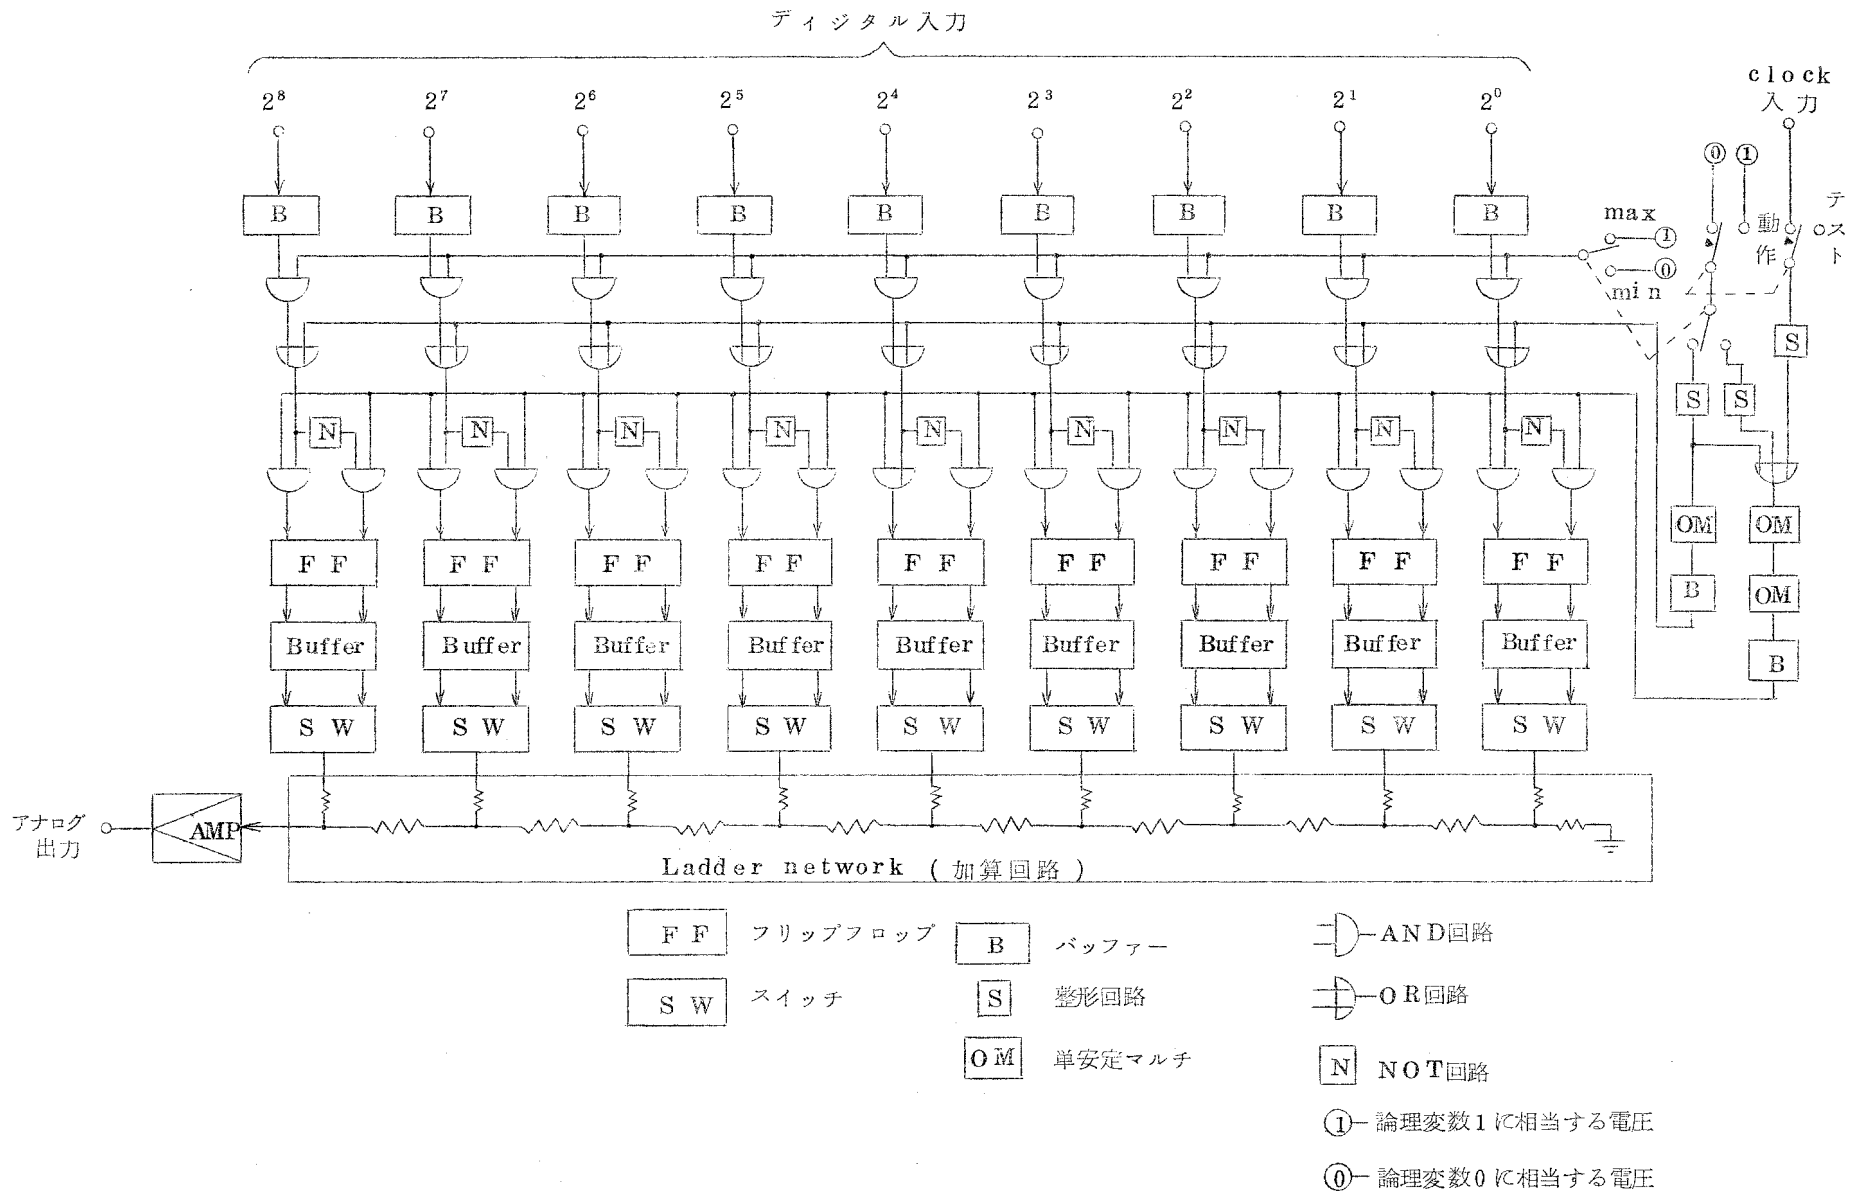 ディジタル入力
2⁸ 2⁷ 2⁶ 2⁵ 2⁴ 2³ 2² 2¹ 2⁰
clock
入力
⓪ ①
B B B B B B B B B
max
①
⓪
min
動作
テスト
S
N N N N N N N N N
S S
OM OM
F F F F F F F F F F F F F F F F F F
B OM
Buffer Buffer Buffer Buffer Buffer Buffer Buffer Buffer Buffer
B
S W S W S W S W S W S W S W S W S W
アナログ
出力
AMP
Ladder network (加算回路)
F F フリップフロップ
B バッファー
AND回路
S W スイッチ
S 整形回路
OR回路
OM 単安定マルチ
N NOT回路
① 論理変数1に相当する電圧
⓪ 論理変数0に相当する電圧